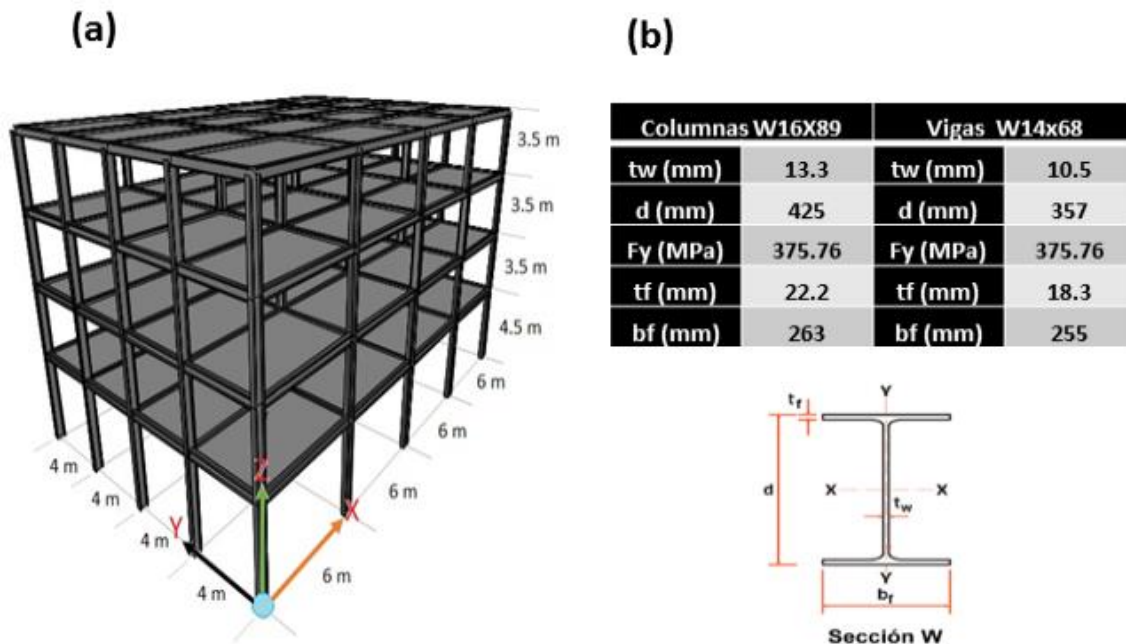 (a)
3.5 m
3.5 m
3.5 m
4.5 m
6 m
6 m
6 m
6 m
4 m
4 m
4 m
4 m
Z
Y
X
(b)
Columnas W16X89 Vigas W14x68
tw (mm) 13.3 tw (mm) 10.5
d (mm) 425 d (mm) 357
Fy (MPa) 375.76 Fy (MPa) 375.76
tf (mm) 22.2 tf (mm) 18.3
bf (mm) 263 bf (mm) 255
Y
tf
d
X X
tw
Y
bf
Sección W